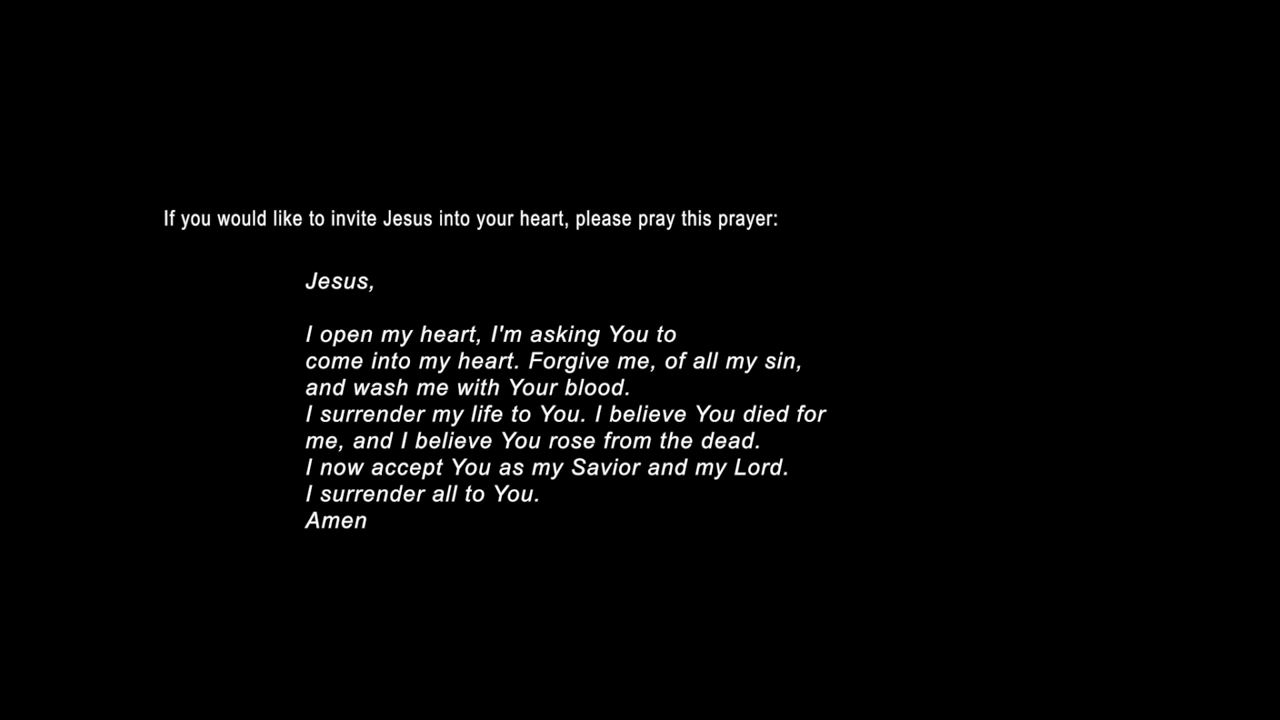 If you would like to invite Jesus into your heart, please pray this prayer:
Jesus,
I open my heart, I'm asking You to
come into my heart. Forgive me, of all my sin,
and wash me with Your blood.
I surrender my life to You. I believe You died for
me, and I believe You rose from the dead.
I now accept You as my Savior and my Lord.
I surrender all to You.
Amen